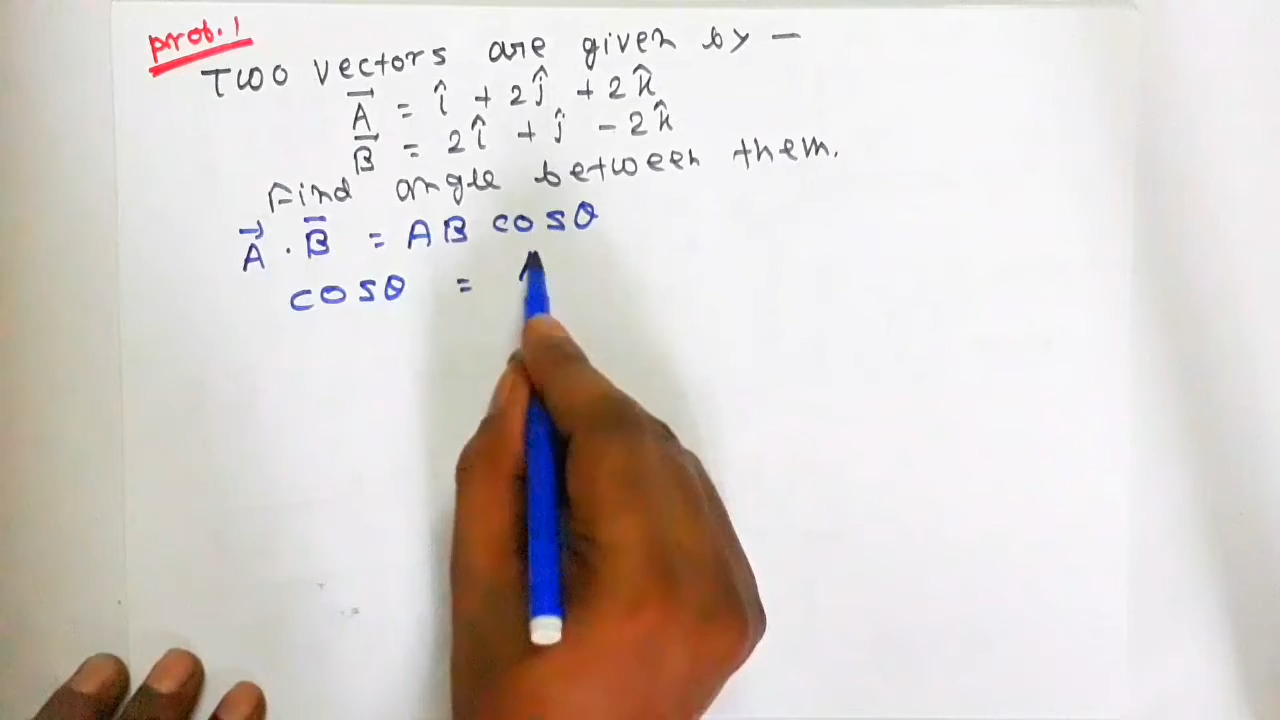 prob. 1
Two vectors are given by –
A⃗ = î + 2ĵ + 2k̂
B⃗ = 2î + ĵ - 2k̂
Find angle between them.
A⃗ . B⃗ = AB cosθ
cosθ =